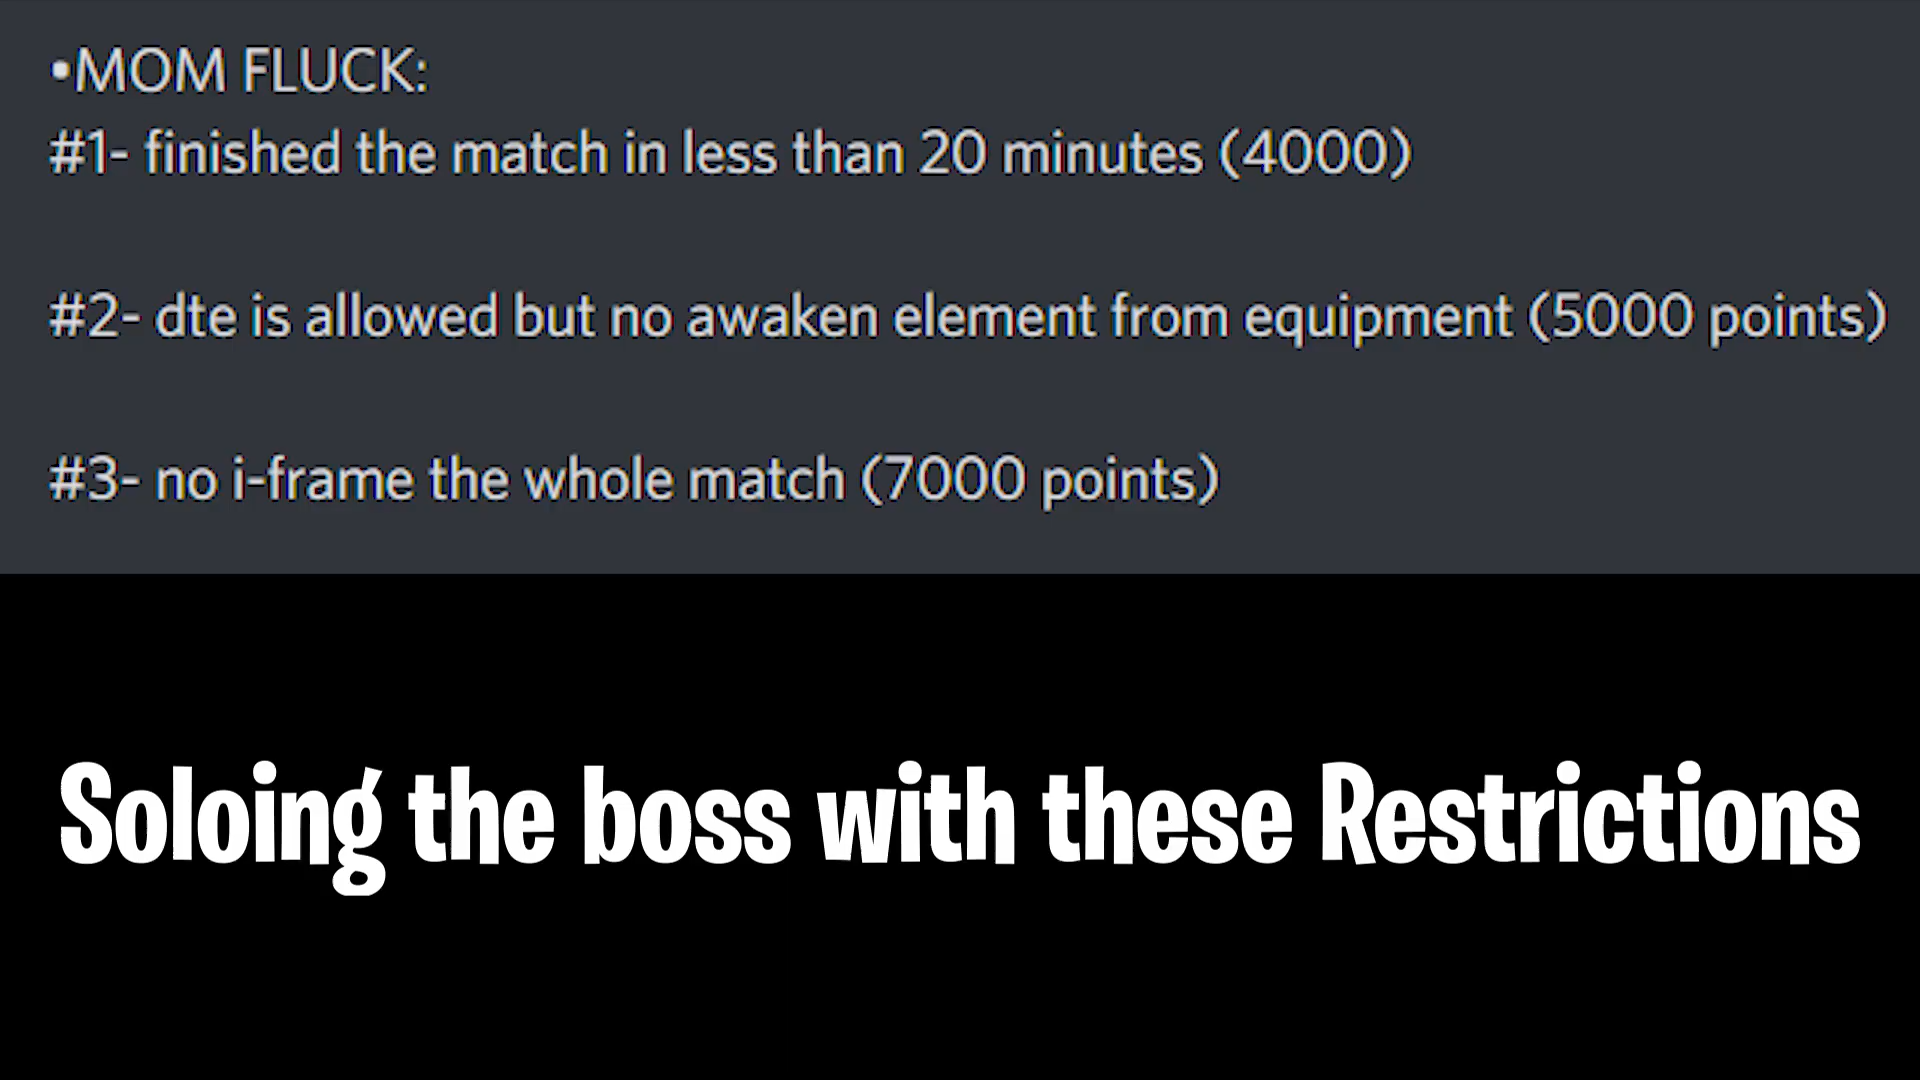 •MOM FLUCK:
#1- finished the match in less than 20 minutes (4000)
#2- dte is allowed but no awaken element from equipment (5000 points)
#3- no i-frame the whole match (7000 points)
Soloing the boss with these Restrictions